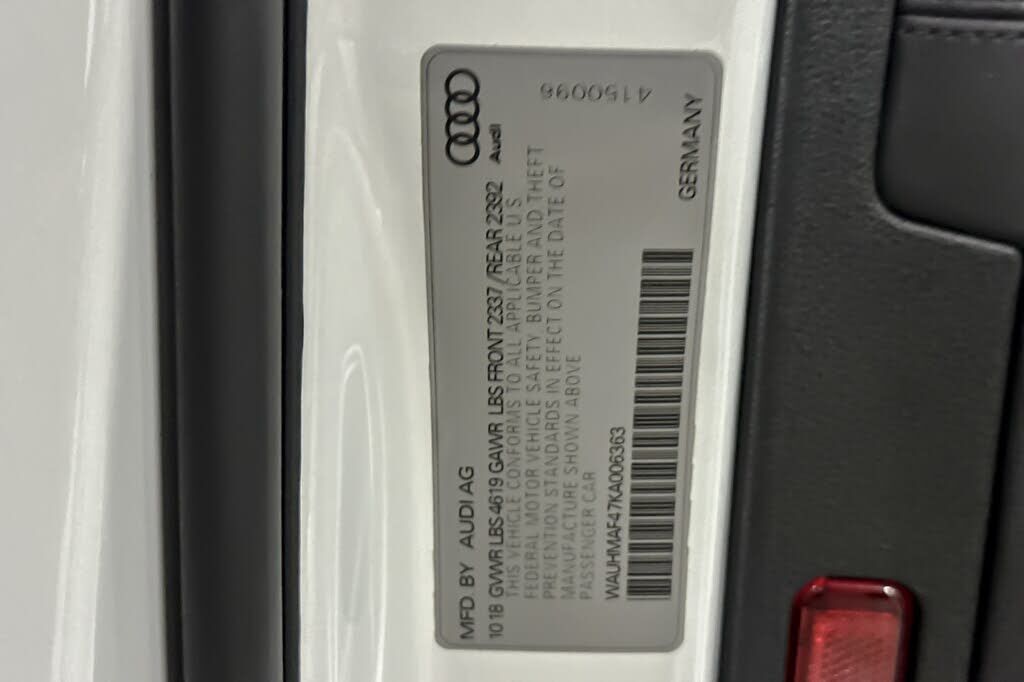 MFD. BY AUDI AG
1018 GVWR LBS 4619 GAWR LBS FRONT 2337 / REAR 2392
THIS VEHICLE CONFORMS TO ALL APPLICABLE U S
FEDERAL MOTOR VEHICLE SAFETY BUMPER AND THEFT
PREVENTION STANDARDS IN EFFECT ON THE DATE OF
MANUFACTURE SHOWN ABOVE
PASSENGER CAR
WAUHMAF47KA006363
Audi
4150096
GERMANY